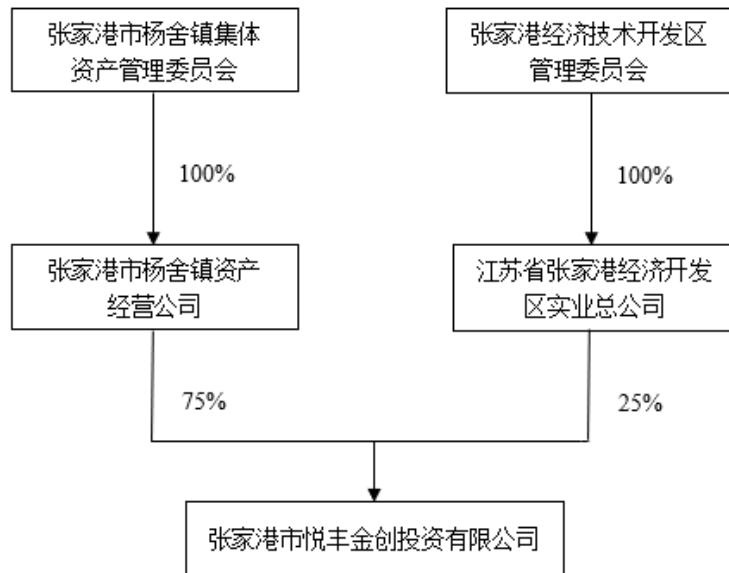 张家港市杨舍镇集体
资产管理委员会
张家港经济技术开发区
管理委员会
100%
100%
张家港市杨舍镇资产
经营公司
江苏省张家港经济开发
区实业总公司
75%
25%
张家港市悦丰金创投资有限公司